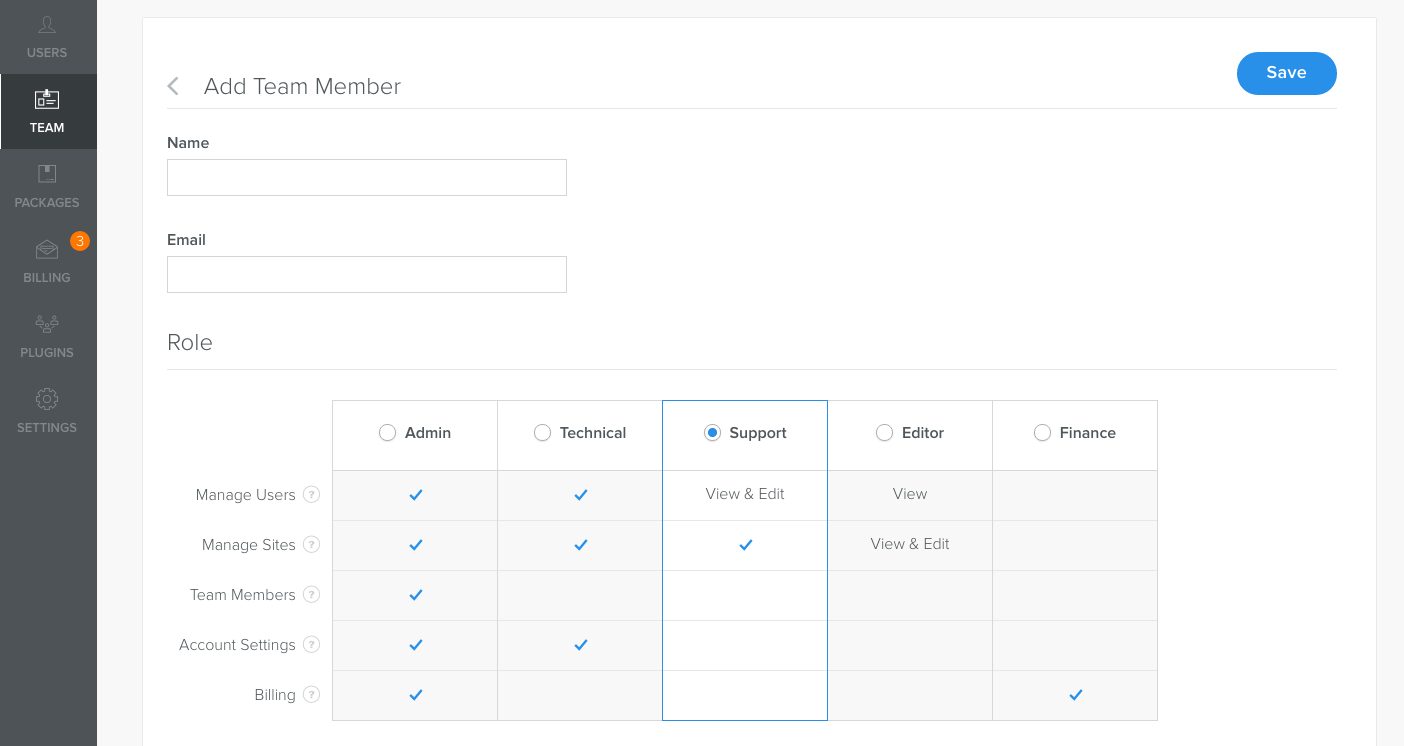 USERS
TEAM
PACKAGES
3
BILLING
PLUGINS
SETTINGS
Add Team Member
Save
Name
Email
Role
Admin Technical Support Editor Finance
Manage Users ? View & Edit View
Manage Sites ? View & Edit
Team Members ?
Account Settings ?
Billing ?